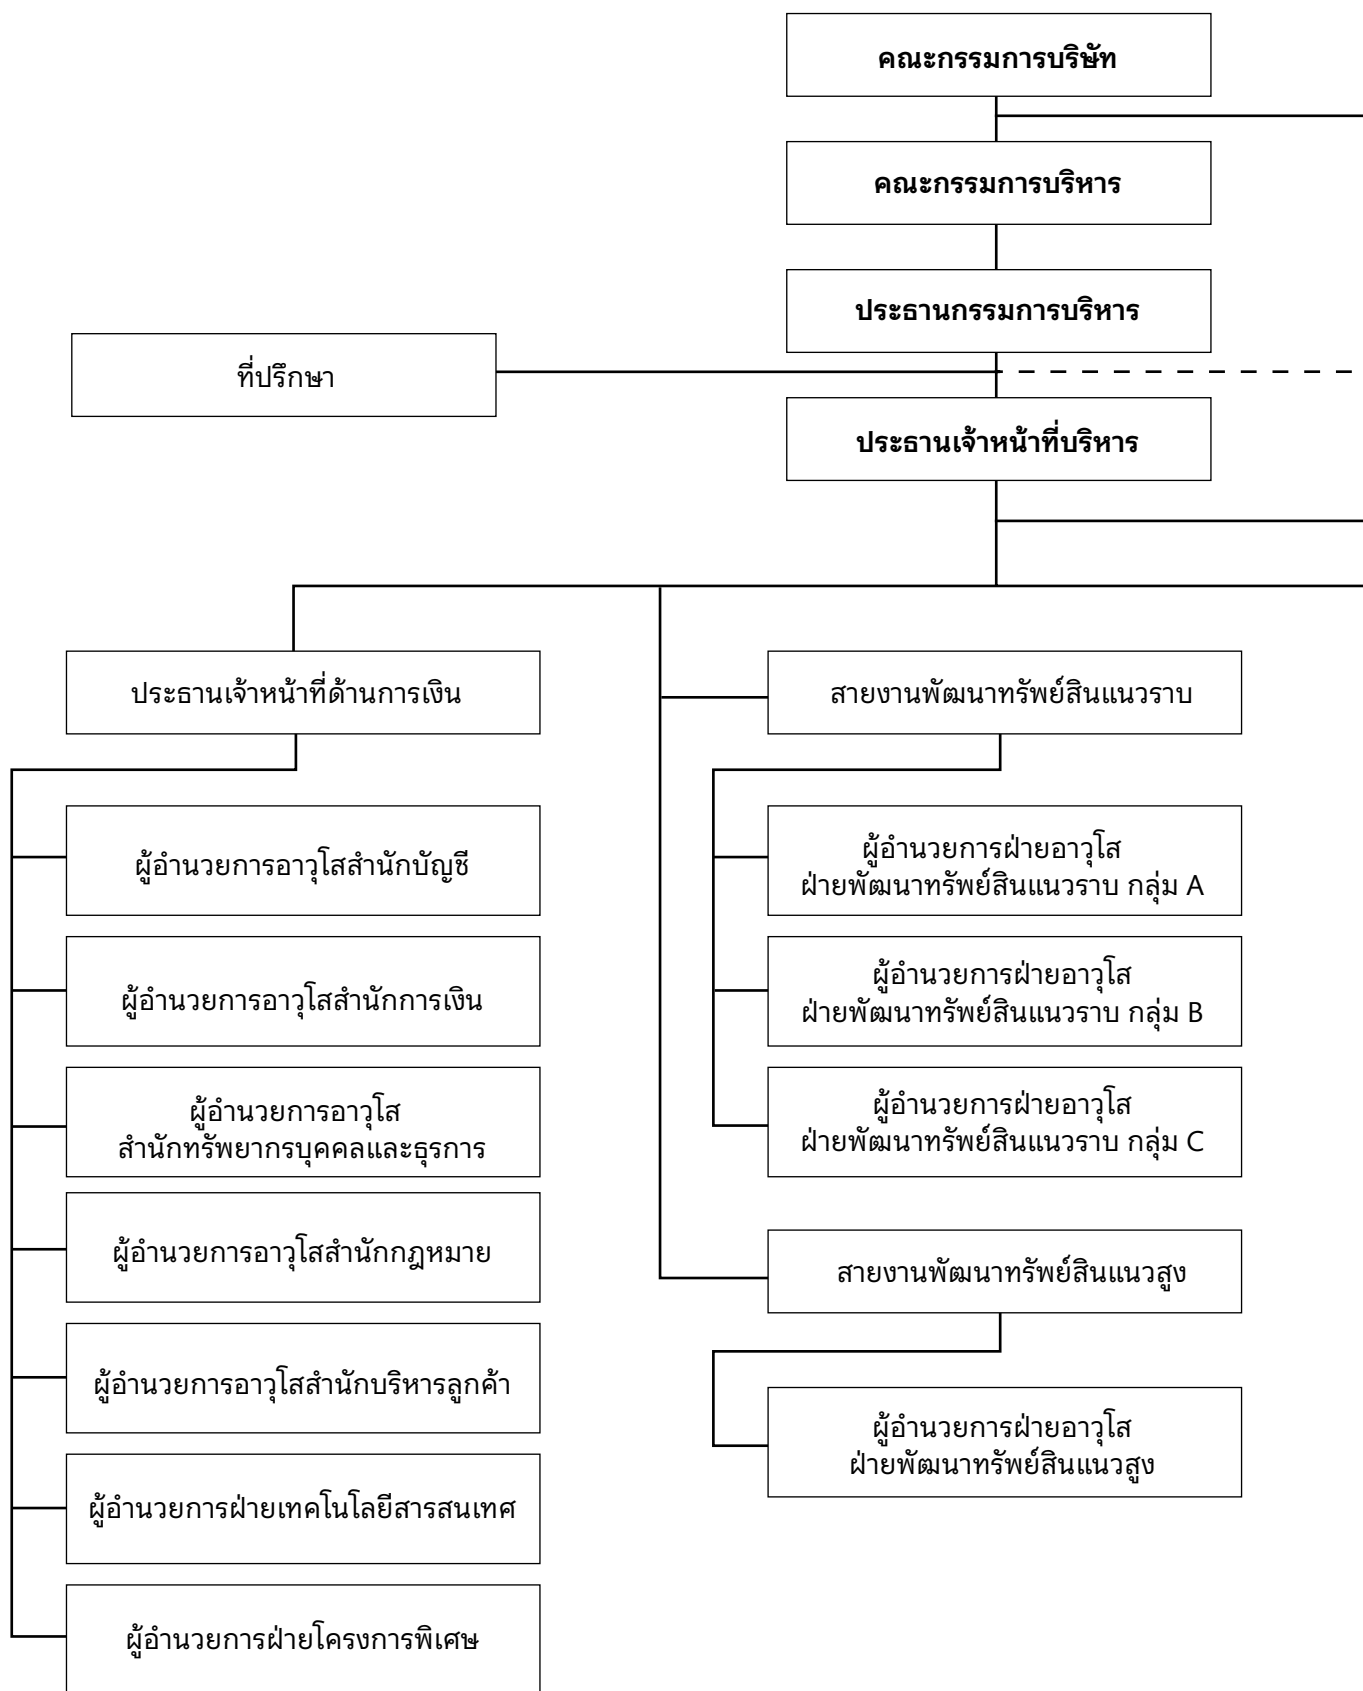 คณะกรรมการบริษัท
คณะกรรมการบริหาร
ประธานกรรมการบริหาร
ที่ปรึกษา
ประธานเจ้าหน้าที่บริหาร
ประธานเจ้าหน้าที่ด้านการเงิน
ผู้อำนวยการอาวุโสสำนักบัญชี
ผู้อำนวยการอาวุโสสำนักการเงิน
ผู้อำนวยการอาวุโส
สำนักทรัพยากรบุคคลและธุรการ
ผู้อำนวยการอาวุโสสำนักกฎหมาย
ผู้อำนวยการอาวุโสสำนักบริหารลูกค้า
ผู้อำนวยการฝ่ายเทคโนโลยีสารสนเทศ
ผู้อำนวยการฝ่ายโครงการพิเศษ
สายงานพัฒนาทรัพย์สินแนวราบ
ผู้อำนวยการฝ่ายอาวุโส
ฝ่ายพัฒนาทรัพย์สินแนวราบ กลุ่ม A
ผู้อำนวยการฝ่ายอาวุโส
ฝ่ายพัฒนาทรัพย์สินแนวราบ กลุ่ม B
ผู้อำนวยการฝ่ายอาวุโส
ฝ่ายพัฒนาทรัพย์สินแนวราบ กลุ่ม C
สายงานพัฒนาทรัพย์สินแนวสูง
ผู้อำนวยการฝ่ายอาวุโส
ฝ่ายพัฒนาทรัพย์สินแนวสูง